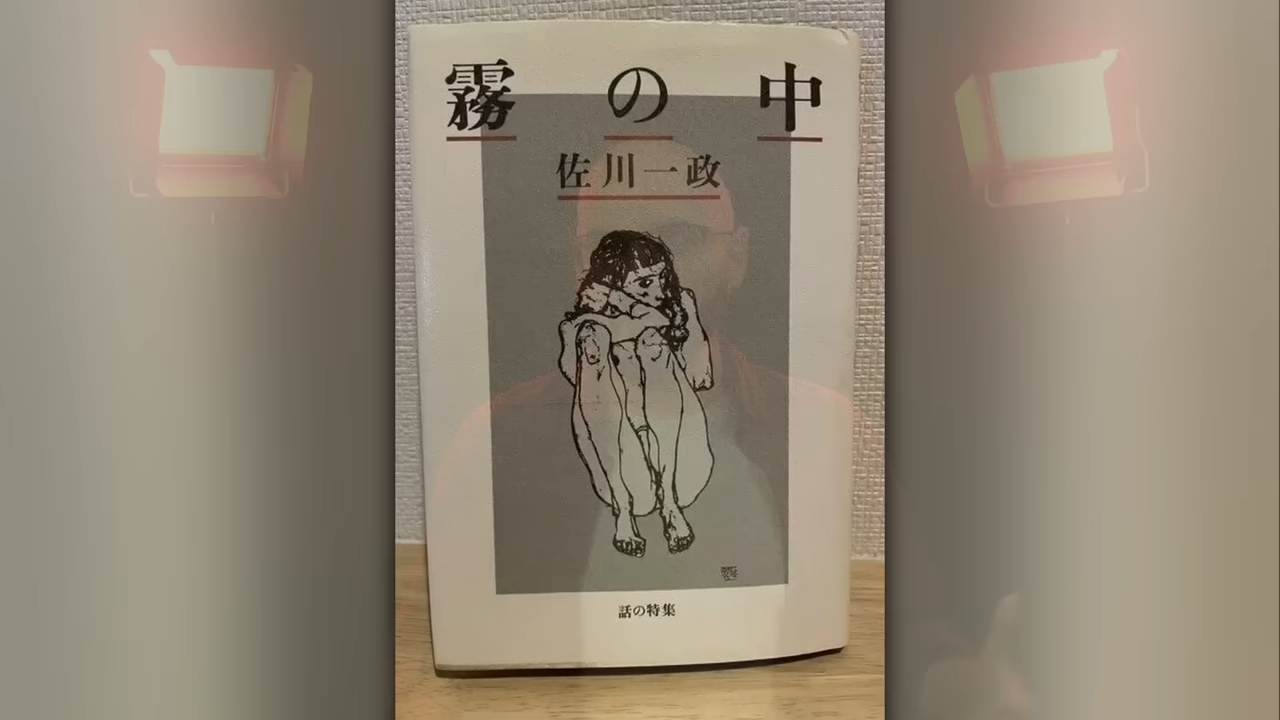 霧の中
佐川一政
話の特集